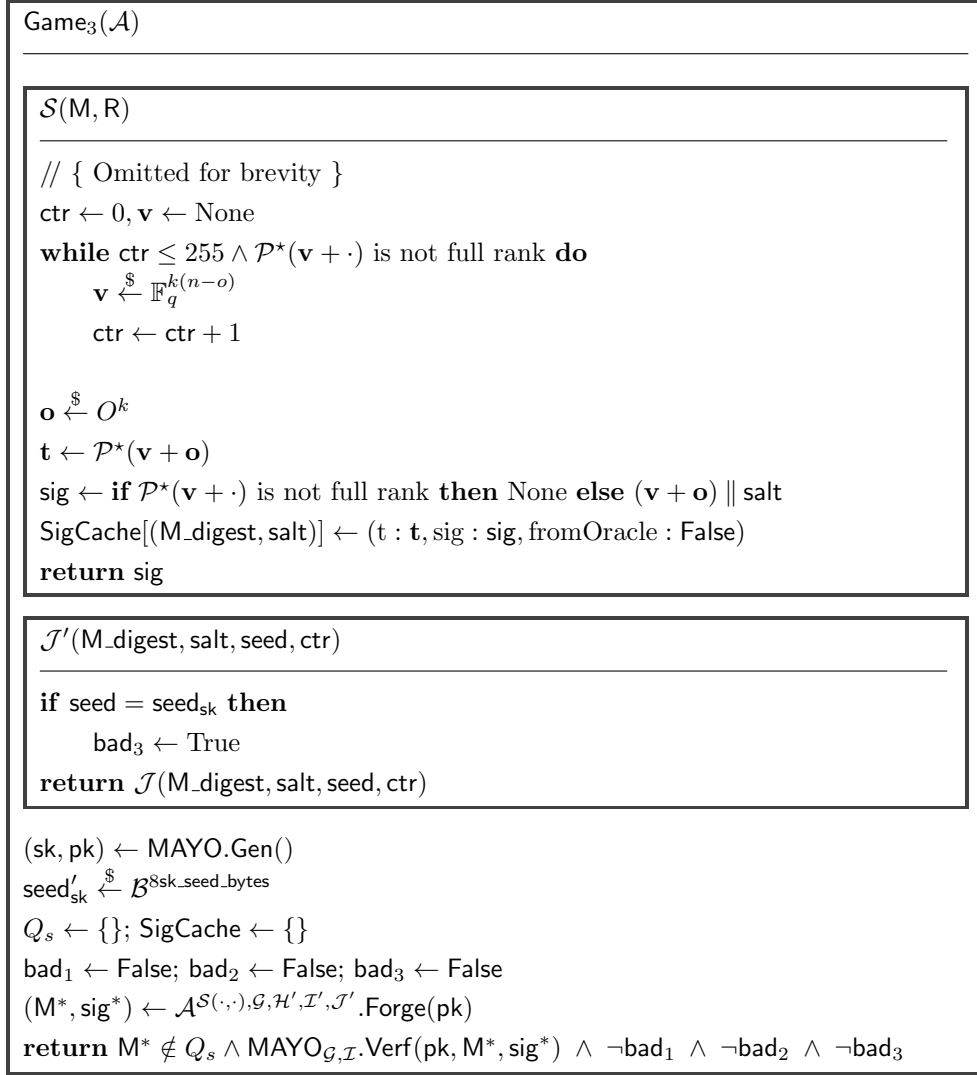 Game₃(𝒜)
𝒮(M, R)
// { Omitted for brevity }
ctr ← 0, v ← None
while ctr ≤ 255 ∧ 𝒫*(v + ·) is not full rank do
v ←$ 𝔽_q^{k(n−o)}
ctr ← ctr + 1
o ←$ O^k
t ← 𝒫*(v + o)
sig ← if 𝒫*(v + ·) is not full rank then None else (v + o) ∥ salt
SigCache[(M_digest, salt)] ← (t : t, sig : sig, fromOracle : False)
return sig
𝒥′(M_digest, salt, seed, ctr)
if seed = seed_sk then
bad₃ ← True
return 𝒥(M_digest, salt, seed, ctr)
(sk, pk) ← MAYO.Gen()
seed′_sk ←$ ℬ^{8sk_seed_bytes}
Q_s ← {}; SigCache ← {}
bad₁ ← False; bad₂ ← False; bad₃ ← False
(M*, sig*) ← 𝒜^{𝒮(·,·),𝒢,ℋ′,ℐ′,𝒥′}.Forge(pk)
return M* ∉ Q_s ∧ MAYO_{𝒢,ℐ}.Verf(pk, M*, sig*) ∧ ¬bad₁ ∧ ¬bad₂ ∧ ¬bad₃